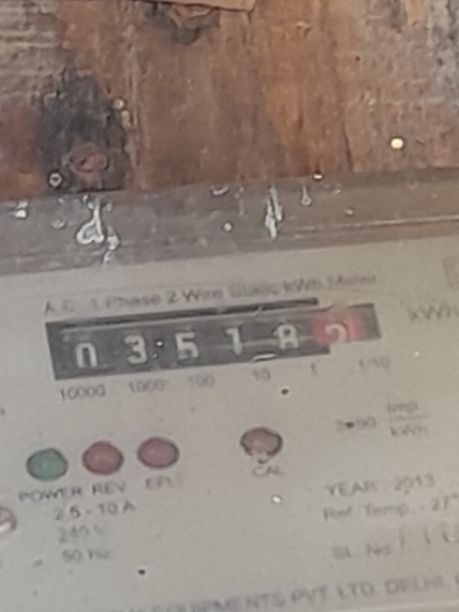 A.C. 1 Phase 2 Wire Static kWh Meter
0 3 5 1 8 2 kWh
10000 1000 100 10 1 1/10
imp
kWh
POWER REV EFL CAL
2.5 - 10 A YEAR 2013
240 V Ref. Temp. - 27°
50 Hz SL. No
EQUIPMENTS PVT. LTD. DELHI